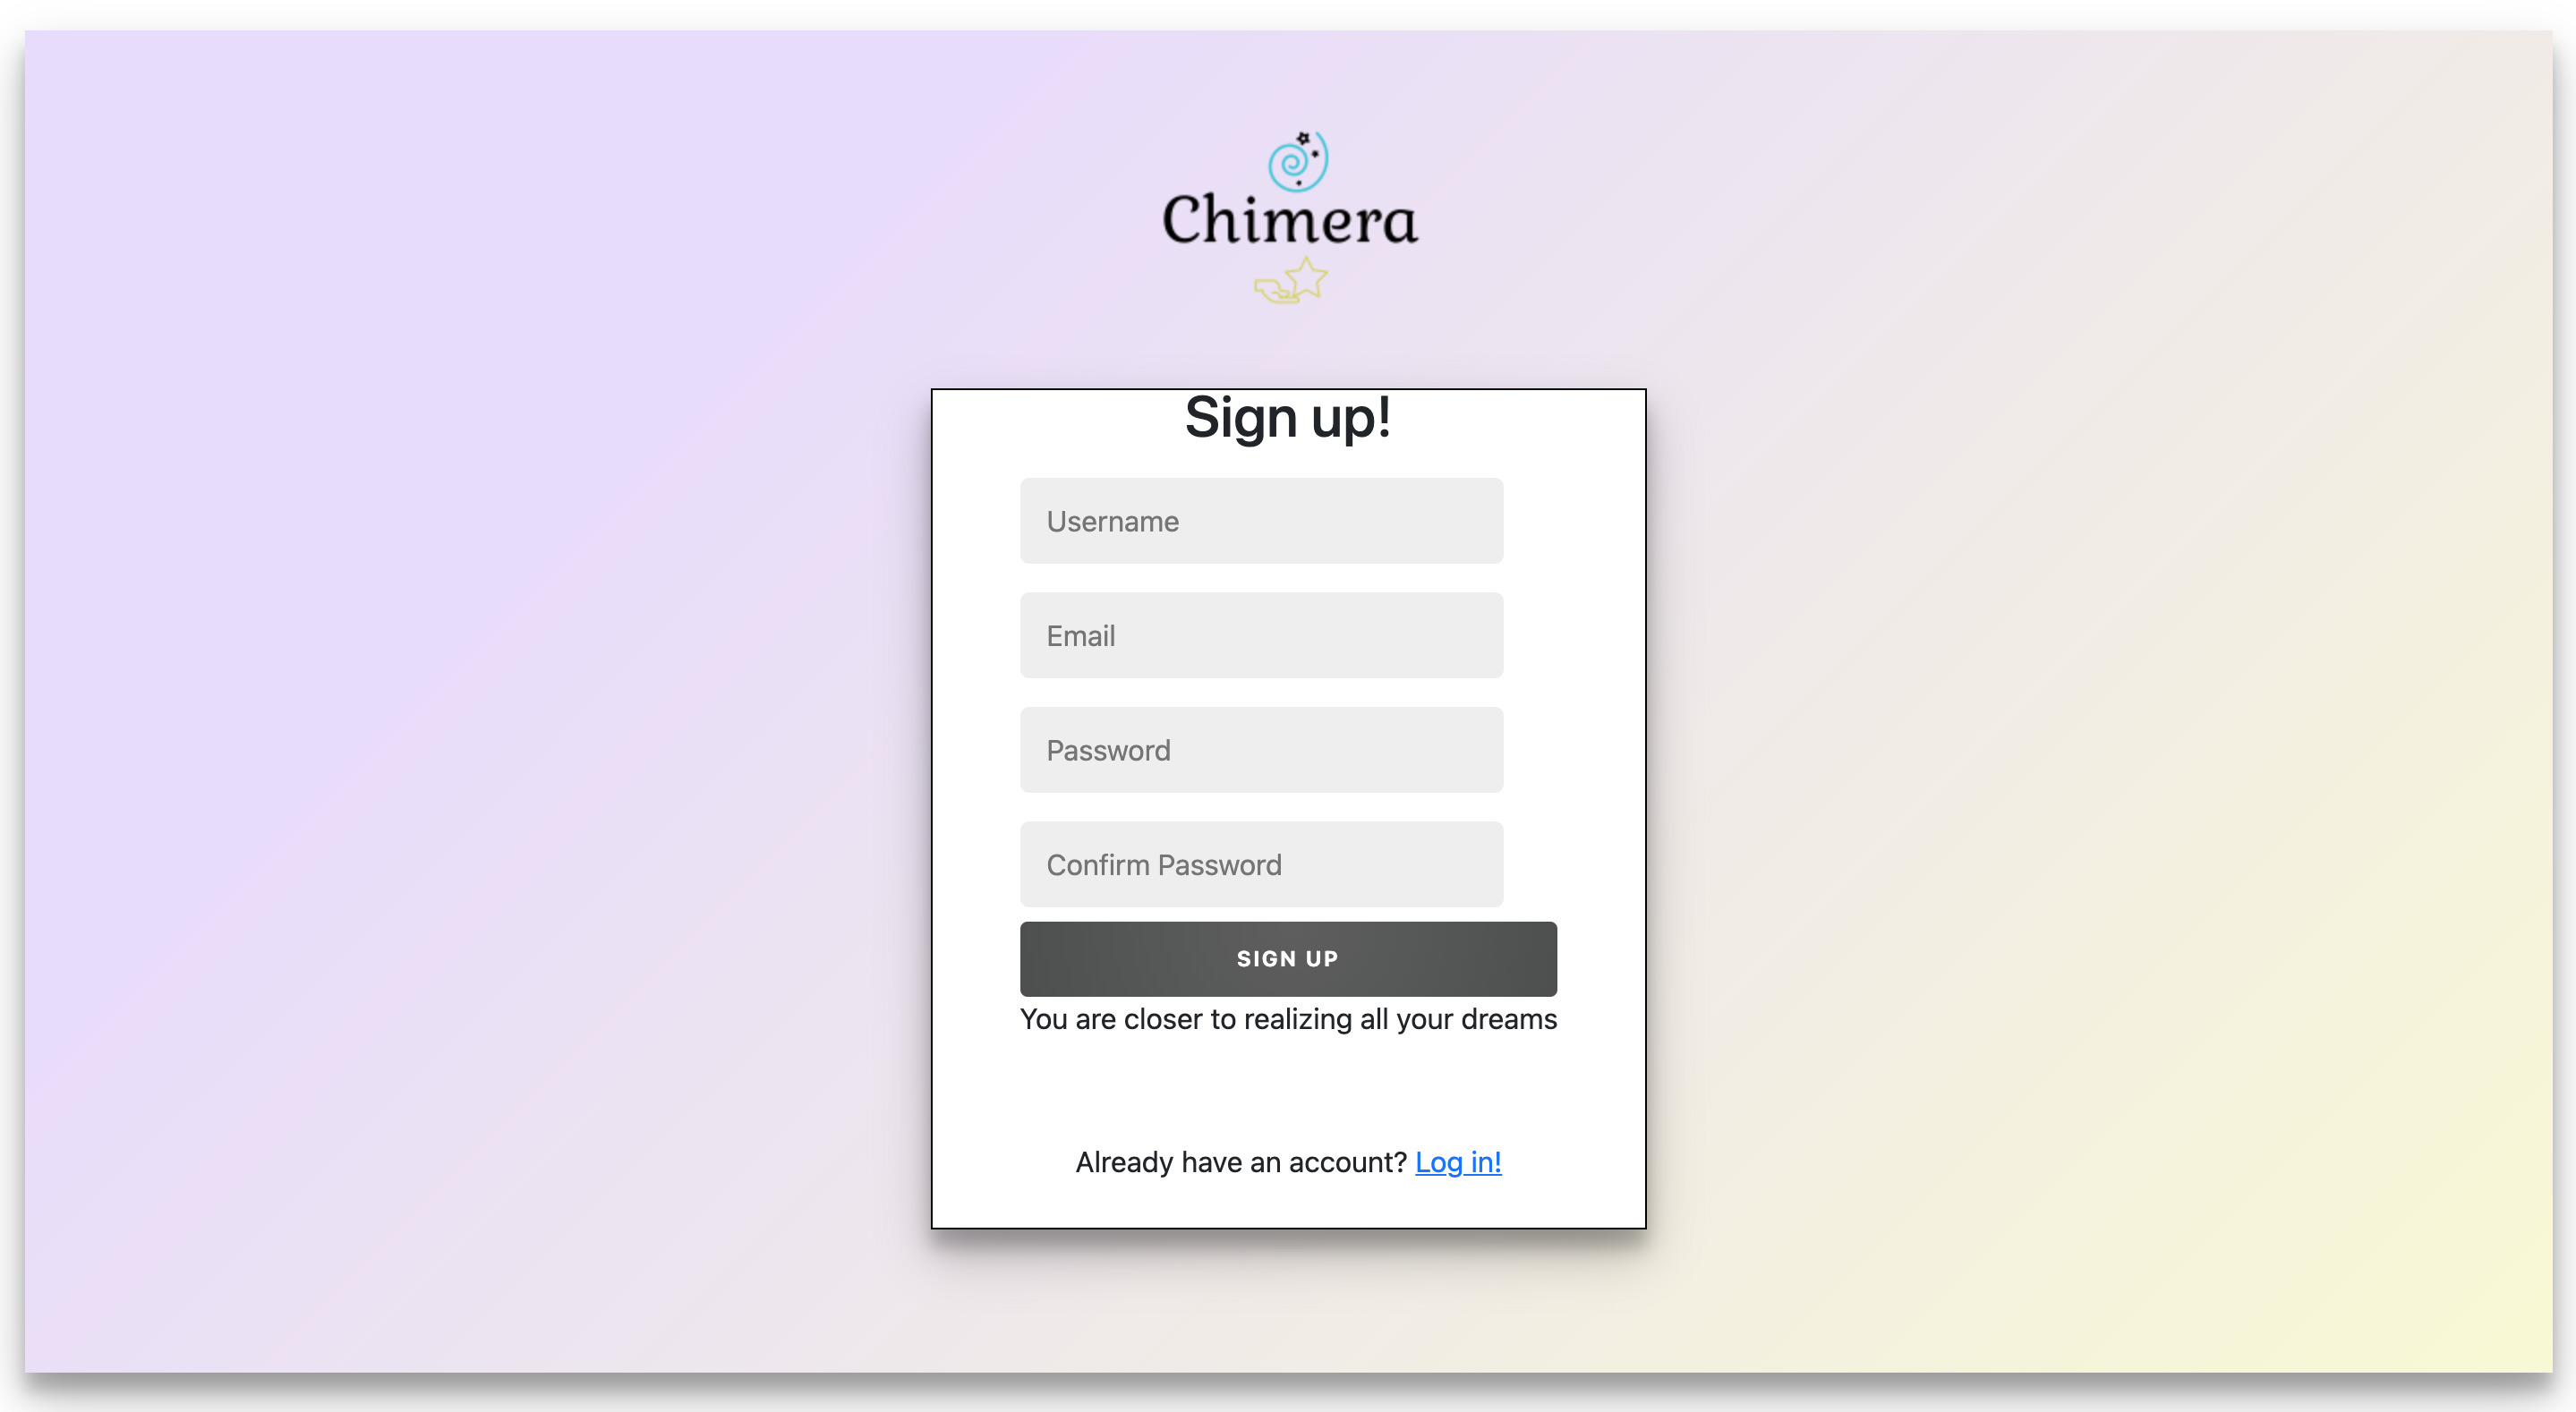 Chimera
Sign up!
Username
Email
Password
Confirm Password
SIGN UP
You are closer to realizing all your dreams
Already have an account? Log in!